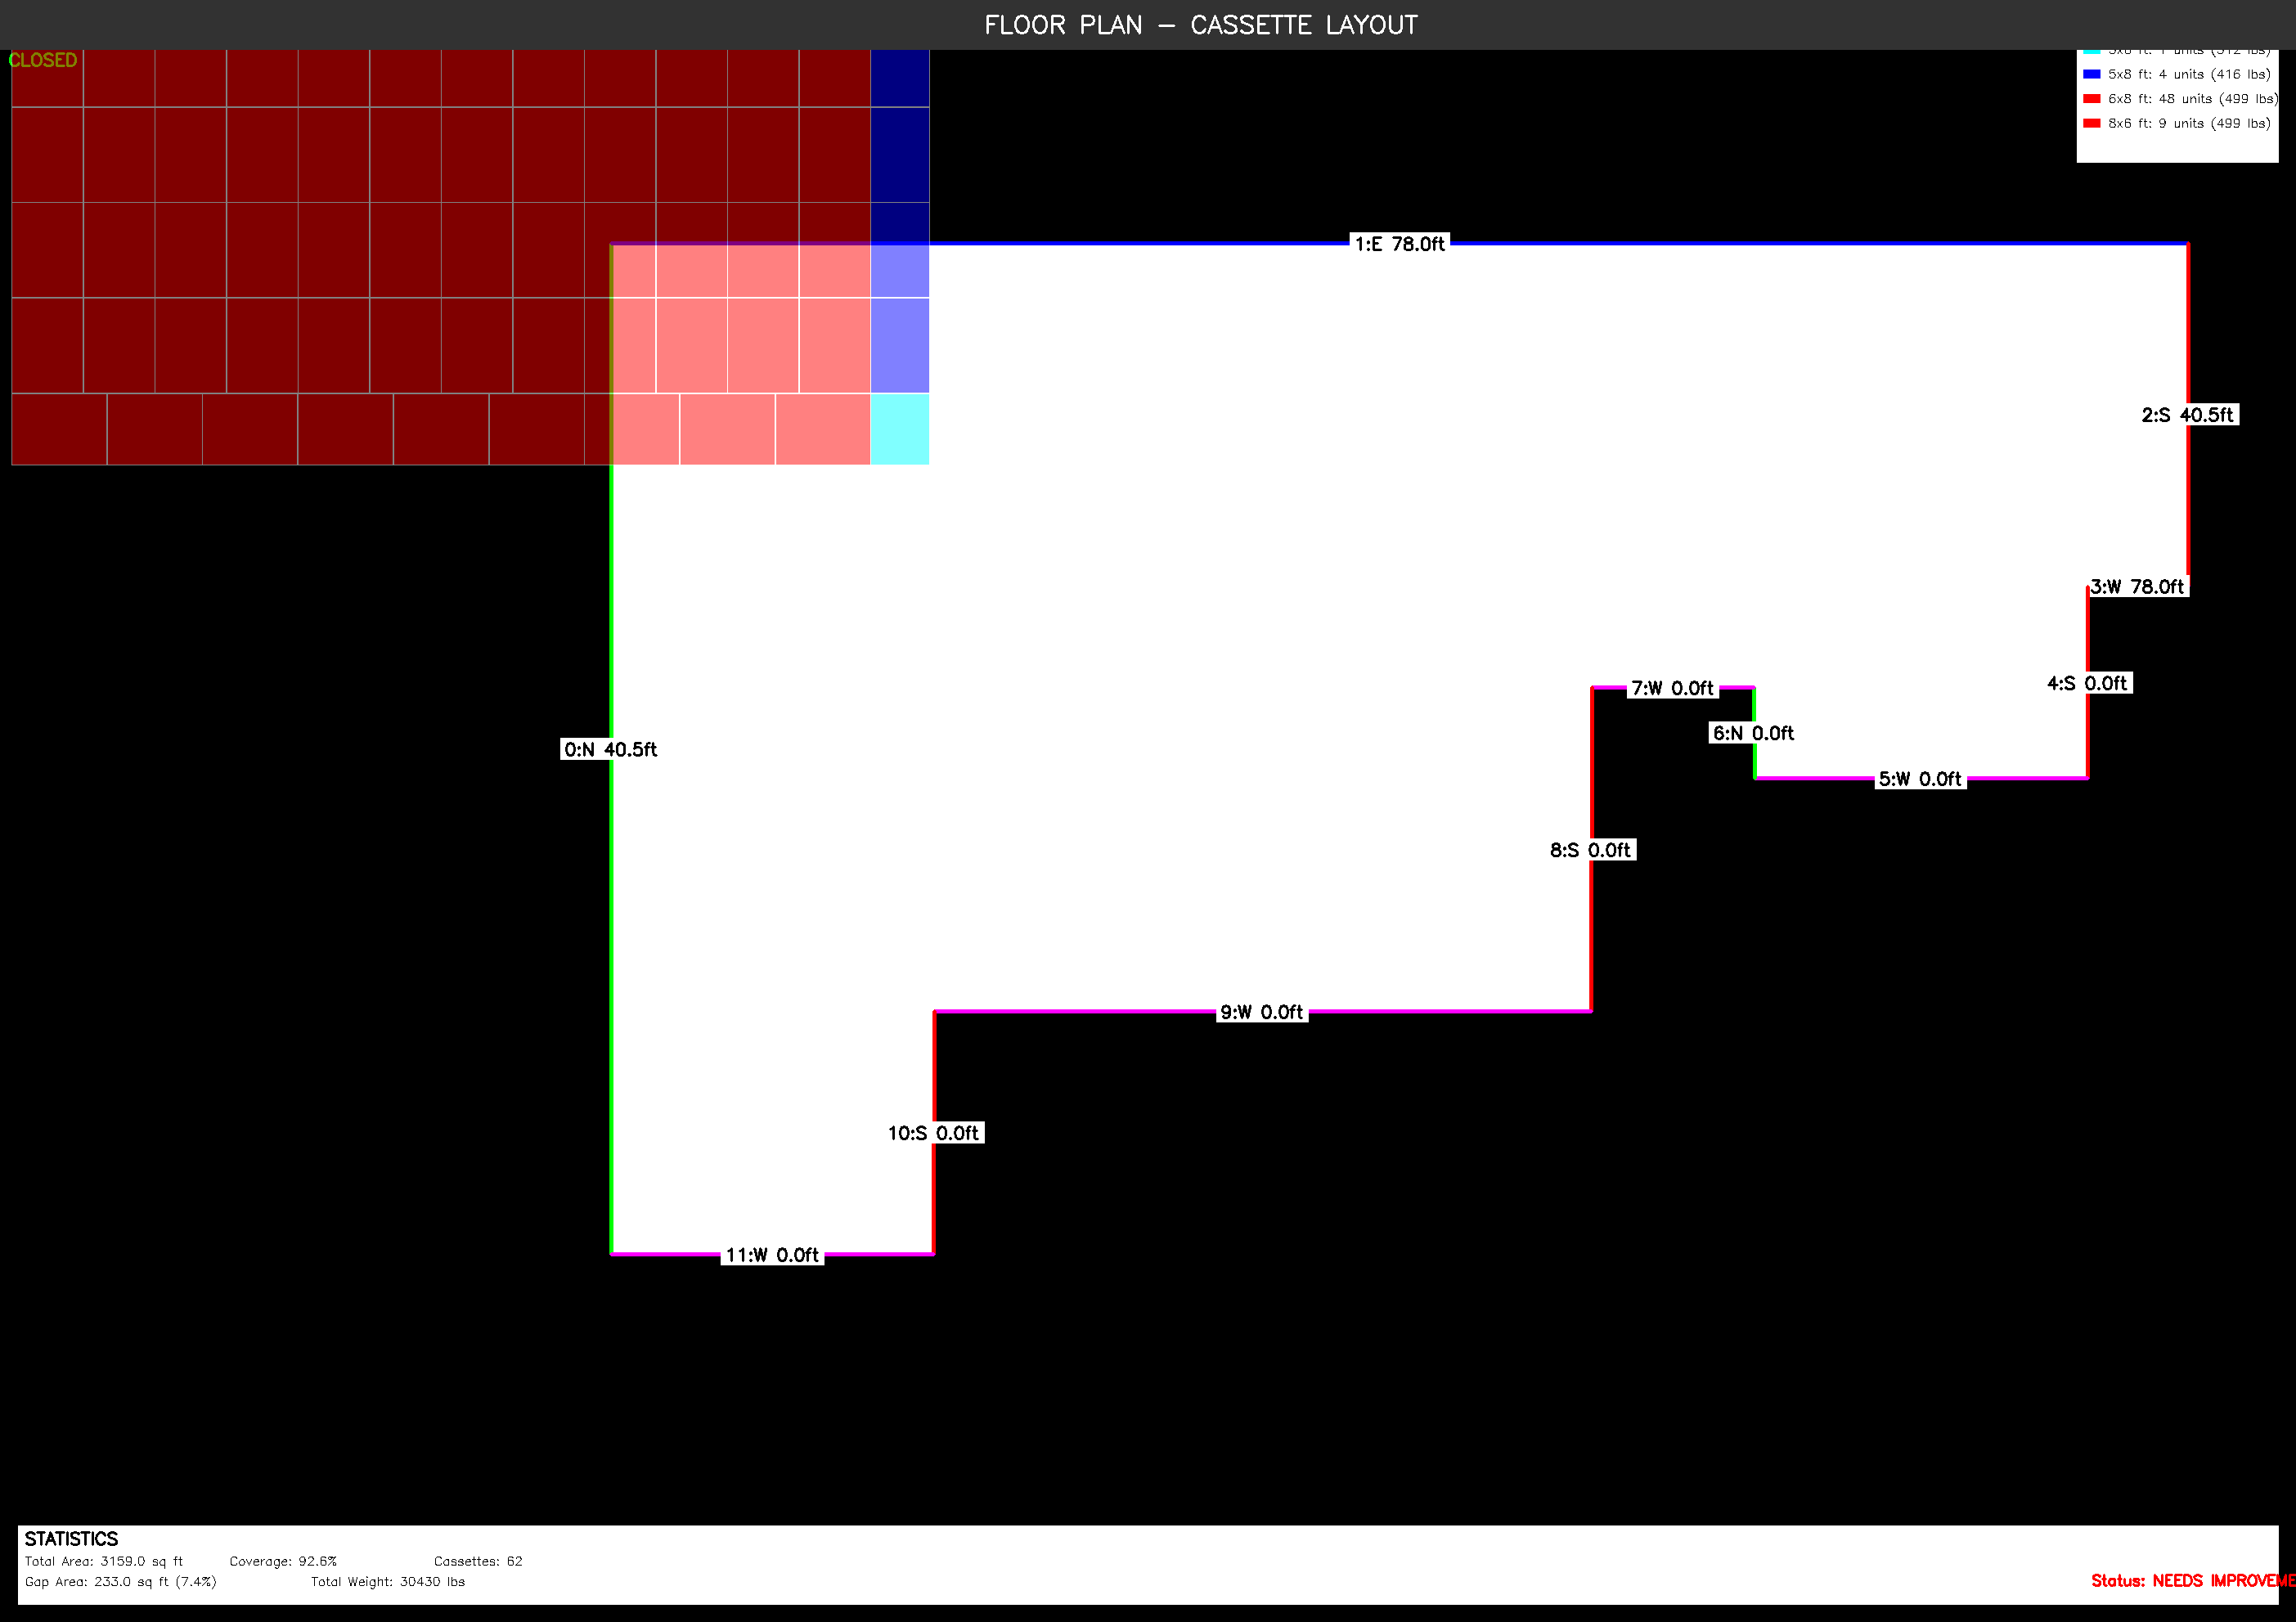 FLOOR PLAN - CASSETTE LAYOUT
CLOSED
5x8 ft: 4 units (416 lbs)
6x8 ft: 48 units (499 lbs)
8x6 ft: 9 units (499 lbs)
1:E 78.0ft
2:S 40.5ft
3:W 78.0ft
4:S 0.0ft
7:W 0.0ft
6:N 0.0ft
0:N 40.5ft
5:W 0.0ft
8:S 0.0ft
9:W 0.0ft
10:S 0.0ft
11:W 0.0ft
STATISTICS
Total Area: 3159.0 sq ft Coverage: 92.6% Cassettes: 62
Gap Area: 233.0 sq ft (7.4%) Total Weight: 30430 lbs
Status: NEEDS IMPROVEME